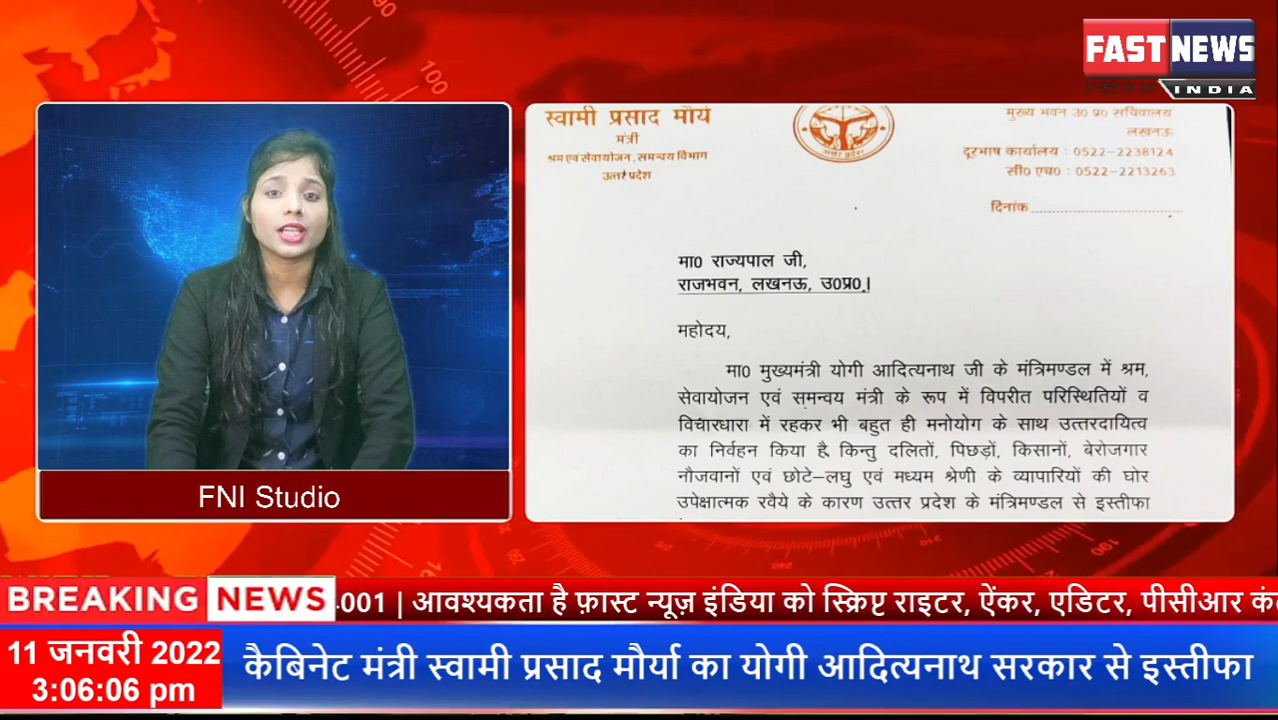 FAST NEWS
INDIA
स्वामी प्रसाद मौर्य
मंत्री
श्रम एवं सेवायोजन, समन्वय विभाग
उत्तर प्रदेश
मुख्य भवन उ0 प्र0 सचिवालय
लखनऊ
दूरभाष कार्यालय : 0522-2238124
सी0 एच0 : 0522-2213263
दिनांक
मा0 राज्यपाल जी,
राजभवन, लखनऊ, उ0प्र0।
महोदय,
मा0 मुख्यमंत्री योगी आदित्यनाथ जी के मंत्रिमण्डल में श्रम,
सेवायोजन एवं समन्वय मंत्री के रूप में विपरीत परिस्थितियों व
विचारधारा में रहकर भी बहुत ही मनोयोग के साथ उत्तरदायित्व
का निर्वहन किया है, किन्तु दलितों, पिछड़ों, किसानों, बेरोजगार
नौजवानों एवं छोटे-लघु एवं मध्यम श्रेणी के व्यापारियों की घोर
उपेक्षात्मक रवैये के कारण उत्तर प्रदेश के मंत्रिमण्डल से इस्तीफा
FNI Studio
BREAKING NEWS
-001 | आवश्यकता है फ़ास्ट न्यूज़ इंडिया को स्क्रिप्ट राइटर, ऐंकर, एडिटर, पीसीआर
11 जनवरी 2022
3:06:06 pm
कैबिनेट मंत्री स्वामी प्रसाद मौर्या का योगी आदित्यनाथ सरकार से इस्तीफा